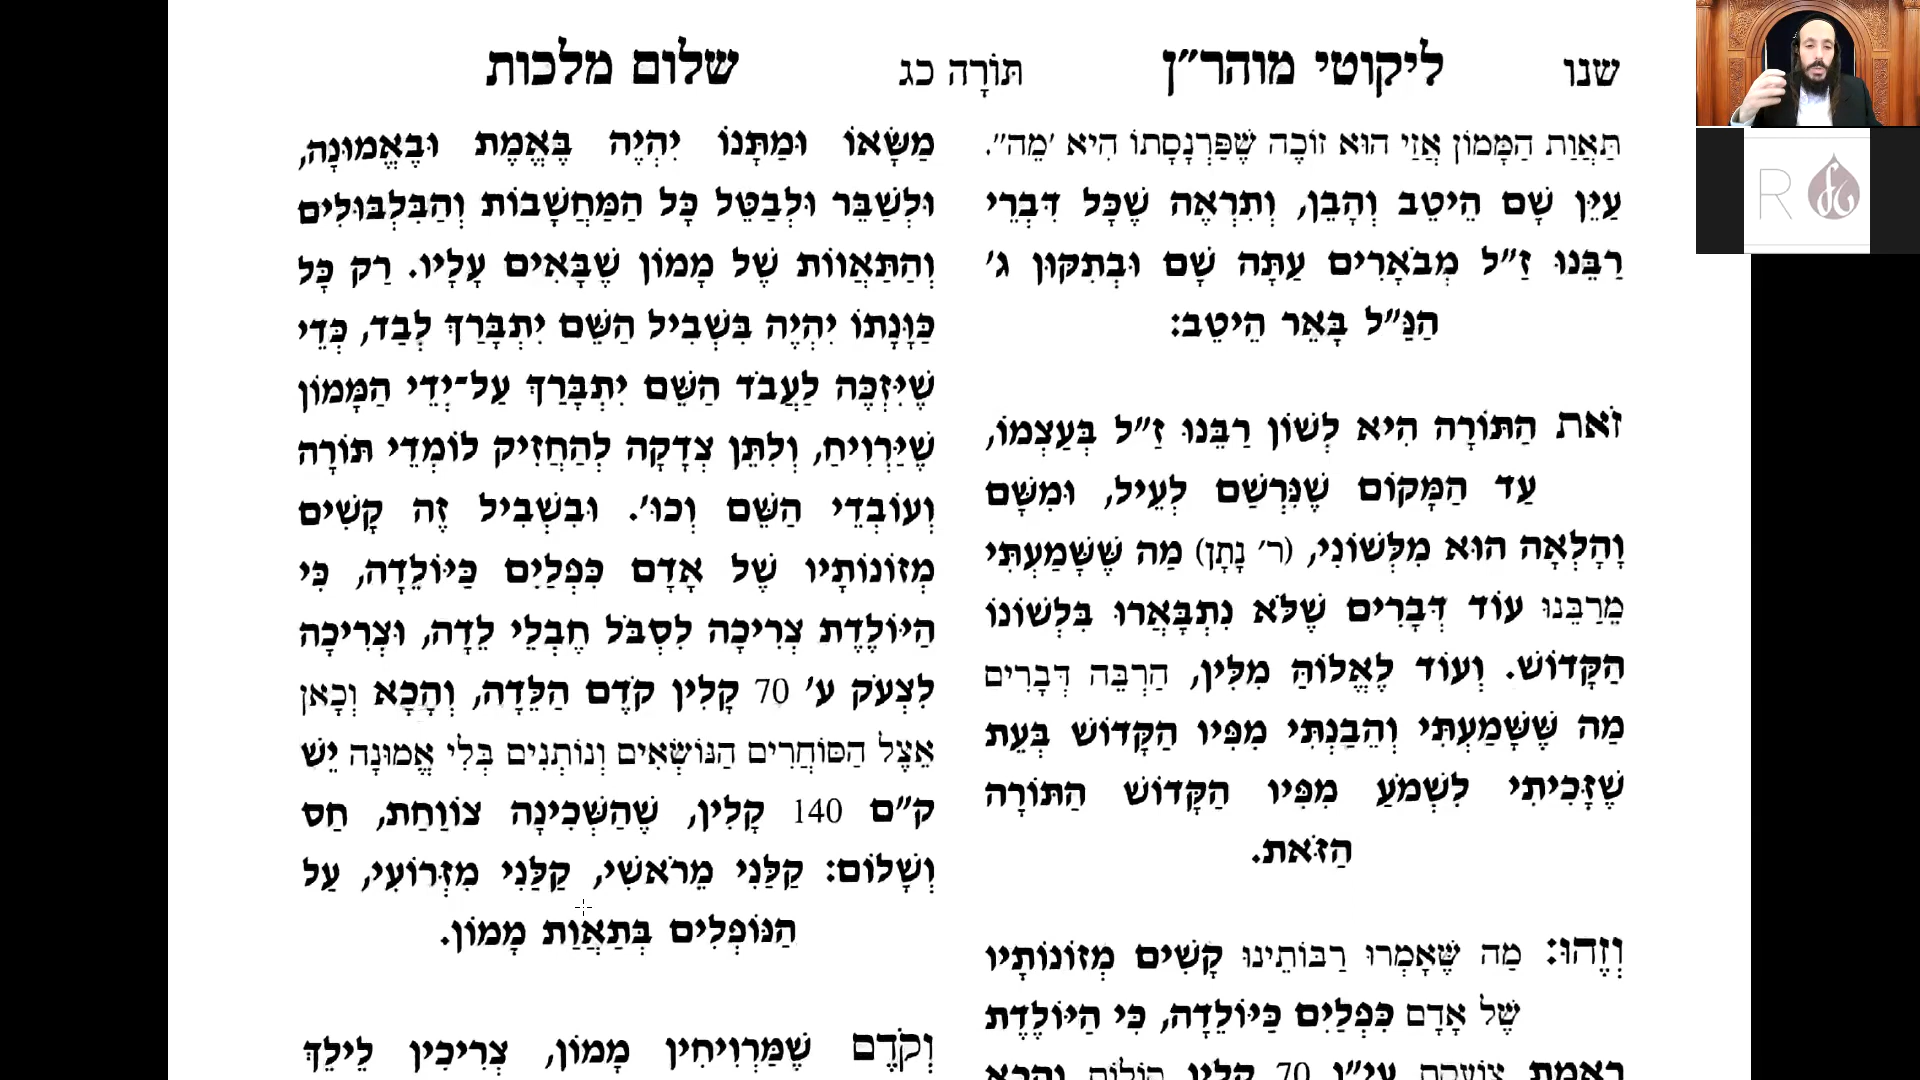 שנו ליקוטי מוהר"ן תּוֹרָה כג שלום מלכות
תַּאֲוַת הַמָּמוֹן אֲזַי הוּא זוֹכֶה שֶׁפַּרְנָסָתוֹ הִיא 'מָה"'.
עַיֵּן שָׁם הֵיטֵב וְהָבֵן, וְתִרְאֶה שֶׁכָּל דִּבְרֵי
רַבֵּנוּ זַ"ל מְבֹאָרִים עַתָּה שָׁם וּבְתִקּוּן ג'
הַנַּ"ל בָּאֵר הֵיטֵב:
זֹאת הַתּוֹרָה הִיא לְשׁוֹן רַבֵּנוּ זַ"ל בְּעַצְמוֹ,
עַד הַמָּקוֹם שֶׁנִּרְשַׁם לְעֵיל, וּמִשָּׁם
וָהָלְאָה הוּא מִלְּשׁוֹנִי, (ר' נָתָן) מַה שֶּׁשָּׁמַעְתִּי
מֵרַבֵּנוּ עוֹד דְּבָרִים שֶׁלֹּא נִתְבָּאֲרוּ בִּלְשׁוֹנוֹ
הַקָּדוֹשׁ. וְעוֹד לֶאֱלוֹהַּ מִלִּין, הַרְבֵּה דְּבָרִים
מַה שֶּׁשָּׁמַעְתִּי וְהֵבַנְתִּי מִפִּיו הַקָּדוֹשׁ בְּעֵת
שֶׁזָּכִיתִי לִשְׁמֹעַ מִפִּיו הַקָּדוֹשׁ הַתּוֹרָה
הַזֹּאת.
וְזֶהוּ: מַה שֶּׁאָמְרוּ רַבּוֹתֵינוּ קָשִׁים מְזוֹנוֹתָיו
שֶׁל אָדָם כִּפְלַיִם כַּיּוֹלֵדָה, כִּי הַיּוֹלֶדֶת
70
מַשָּׂאוֹ וּמַתָּנוֹ יִהְיֶה בֶּאֱמֶת וּבֶאֱמוּנָה,
וּלְשַׁבֵּר וּלְבַטֵּל כָּל הַמַּחֲשָׁבוֹת וְהַבִּלְבּוּלִים
וְהַתַּאֲווֹת שֶׁל מָמוֹן שֶׁבָּאִים עָלָיו. רַק כָּל
כַּוָּנָתוֹ יִהְיֶה בִּשְׁבִיל הַשֵּׁם יִתְבָּרַךְ לְבַד, כְּדֵי
שֶׁיִּזְכֶּה לַעֲבֹד הַשֵּׁם יִתְבָּרַךְ עַל־יְדֵי הַמָּמוֹן
שֶׁיַּרְוִיחַ, וְלִתֵּן צְדָקָה לְהַחֲזִיק לוֹמְדֵי תּוֹרָה
וְעוֹבְדֵי הַשֵּׁם וְכוּ'. וּבִשְׁבִיל זֶה קָשִׁים
מְזוֹנוֹתָיו שֶׁל אָדָם כִּפְלַיִם כַּיּוֹלֵדָה, כִּי
הַיּוֹלֶדֶת צְרִיכָה לִסְבֹּל חֶבְלֵי לֵדָה, וּצְרִיכָה
לִצְעֹק ע' 70 קָלִין קֹדֶם הַלֵּדָה, וְהָכָא וְכָאן
אֵצֶל הַסּוֹחֲרִים הַנּוֹשְׂאִים וְנוֹתְנִים בְּלִי אֱמוּנָה יֵשׁ
ק"ם 140 קָלִין, שֶׁהַשְּׁכִינָה צוֹוַחַת, חַס
וְשָׁלוֹם: קַלַּנִי מֵרֹאשִׁי, קַלַּנִי מִזְּרוֹעִי, עַל
הַנּוֹפְלִים בְּתַאֲוַת מָמוֹן.
וְקֹדֶם שֶׁמַּרְוִיחִין מָמוֹן, צְרִיכִין לֵילֵךְ